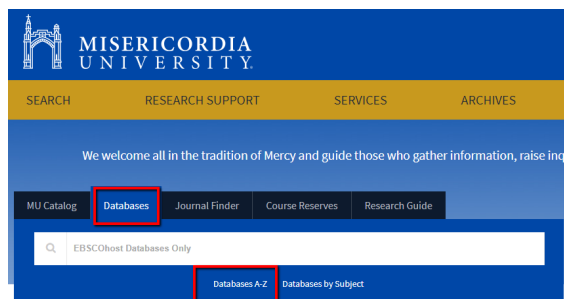 MISERICORDIA
UNIVERSITY.
SEARCH RESEARCH SUPPORT SERVICES ARCHIVES
We welcome all in the tradition of Mercy and guide those who gather information, raise inq
MU Catalog Databases Journal Finder Course Reserves Research Guide
EBSCOhost Databases Only
Databases A-Z Databases by Subject